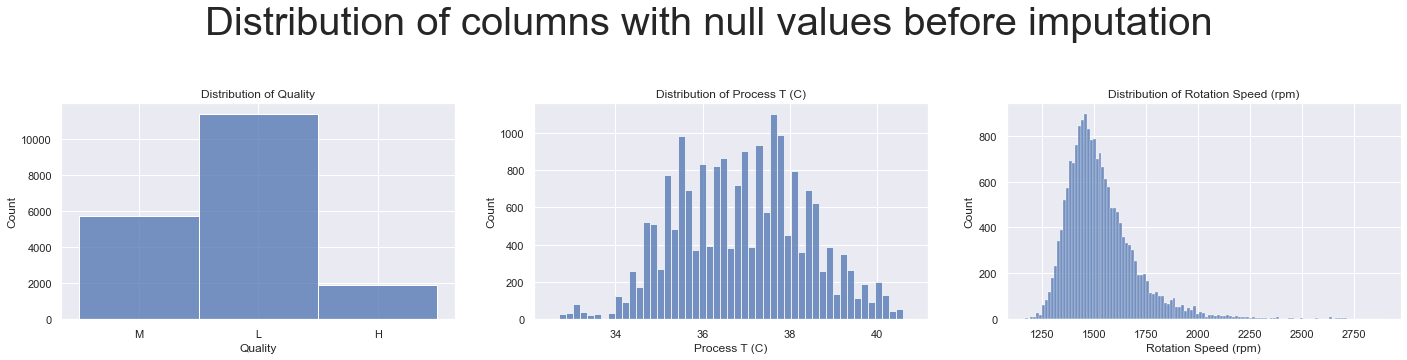 Distribution of columns with null values before imputation
Distribution of Quality
Count
10000
8000
6000
4000
2000
0
M L H
Quality
Distribution of Process T (C)
Count
1000
800
600
400
200
0
34 36 38 40
Process T (C)
Distribution of Rotation Speed (rpm)
Count
800
600
400
200
0
1250 1500 1750 2000 2250 2500 2750
Rotation Speed (rpm)